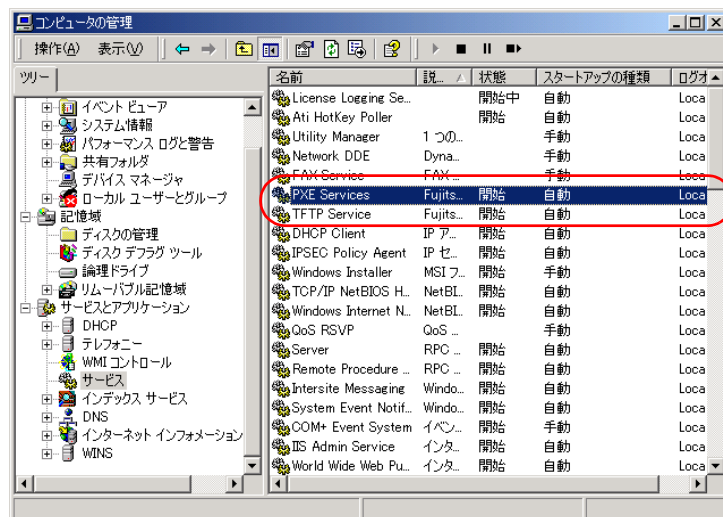 コンピュータの管理
操作(A) 表示(V)
ツリー
イベント ビューア
システム情報
パフォーマンス ログと警告
共有フォルダ
デバイス マネージャ
ローカル ユーザーとグループ
記憶域
ディスクの管理
ディスク デフラグ ツール
論理ドライブ
リムーバブル記憶域
サービスとアプリケーション
DHCP
テレフォニー
WMI コントロール
サービス
インデックス サービス
DNS
インターネット インフォメーション
WINS
名前 説... 状態 スタートアップの種類 ログオ
License Logging Se... 開始中 自動 Loca
Ati HotKey Poller 開始 自動 Loca
Utility Manager 1 つの... 手動 Loca
Network DDE Dyna... 手動 Loca
FAX Service FAX ... 手動 Loca
PXE Services Fujits... 開始 自動 Loca
TFTP Service Fujits... 開始 自動 Loca
DHCP Client IP ア... 開始 自動 Loca
IPSEC Policy Agent IP セ... 開始 自動 Loca
Windows Installer MSI フ... 開始 手動 Loca
TCP/IP NetBIOS H... NetBI... 開始 自動 Loca
Windows Internet N... NetBI... 開始 自動 Loca
QoS RSVP QoS ... 手動 Loca
Server RPC ... 開始 自動 Loca
Remote Procedure ... RPC ... 開始 自動 Loca
Intersite Messaging Windo... 開始 自動 Loca
System Event Notif... Windo... 開始 自動 Loca
COM+ Event System イベン... 開始 手動 Loca
IIS Admin Service インタ... 開始 自動 Loca
World Wide Web Pu... インタ... 開始 自動 Loca